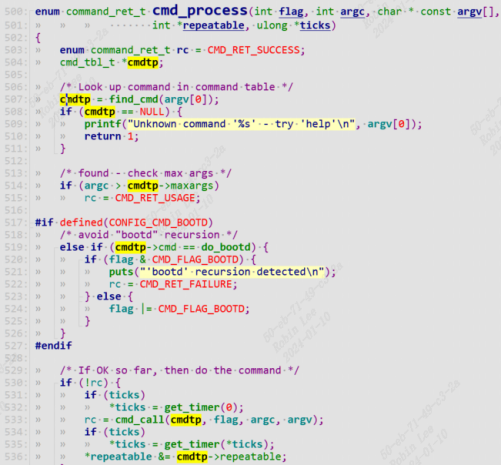 500: enum command_ret_t cmd_process(int flag, int argc, char * const argv[],
501: » » » int *repeatable, ulong *ticks)
502: {
503: » enum command_ret_t rc = CMD_RET_SUCCESS;
504: » cmd_tbl_t *cmdtp;
505:
506: » /* Look up command in command table */
507: » cmdtp = find_cmd(argv[0]);
508: » if (cmdtp == NULL) {
509: » » printf("Unknown command '%s' - try 'help'\n", argv[0]);
510: » » return 1;
511: » }
512:
513: » /* found - check max args */
514: » if (argc > cmdtp->maxargs)
515: » » rc = CMD_RET_USAGE;
516:
517: #if defined(CONFIG_CMD_BOOTD)
518: » /* avoid "bootd" recursion */
519: » else if (cmdtp->cmd == do_bootd) {
520: » » if (flag & CMD_FLAG_BOOTD) {
521: » » » puts("'bootd' recursion detected\n");
522: » » » rc = CMD_RET_FAILURE;
523: » » } else {
524: » » » flag |= CMD_FLAG_BOOTD;
525: » » }
526: » }
527: #endif
528:
529: » /* If OK so far, then do the command */
530: » if (!rc) {
531: » » if (ticks)
532: » » » *ticks = get_timer(0);
533: » » rc = cmd_call(cmdtp, flag, argc, argv);
534: » » if (ticks)
535: » » » *ticks = get_timer(*ticks);
536: » » *repeatable &= cmdtp->repeatable;